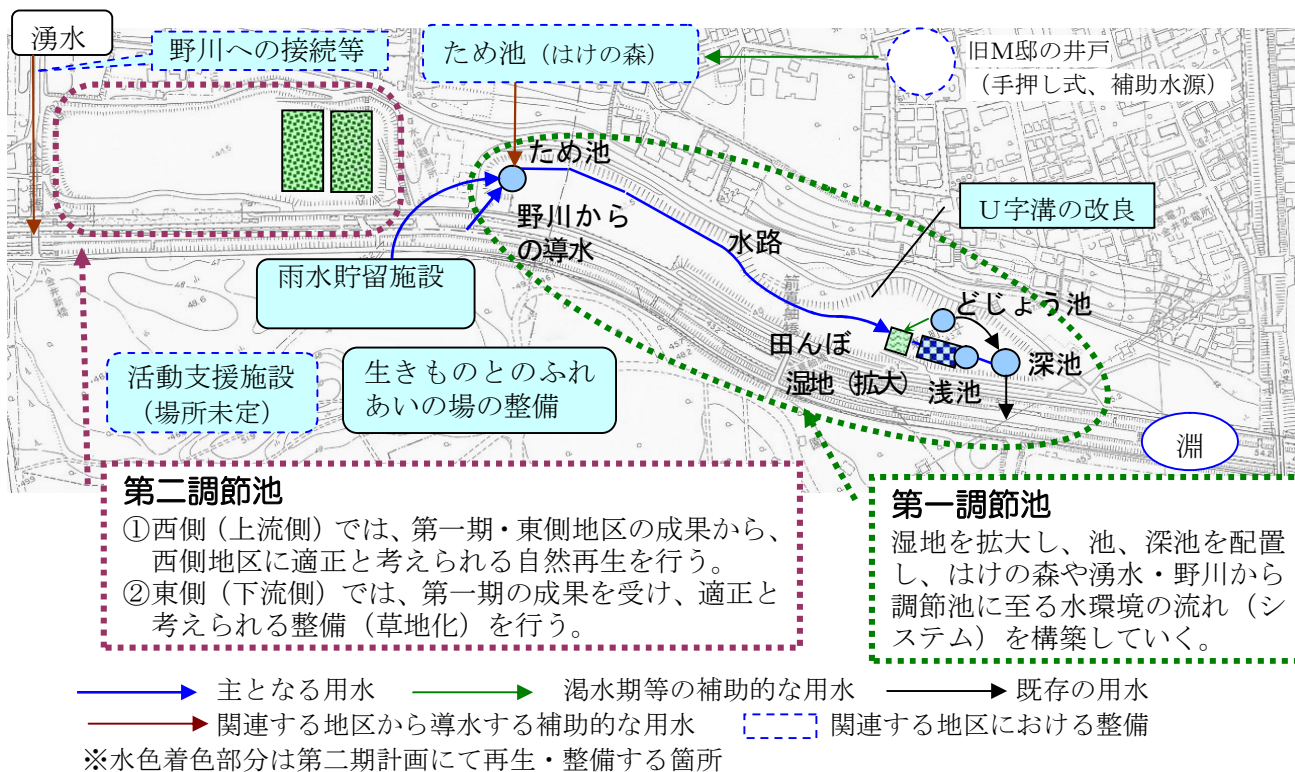 湧水
野川への接続等
ため池（はけの森）
旧M邸の井戸
（手押し式、補助水源）
ため池
野川から
の導水
水路
U字溝の改良
雨水貯留施設
どじょう池
田んぼ
湿地（拡大）
浅池
深池
活動支援施設
（場所未定）
生きものとのふれ
あいの場の整備
淵
第二調節池
①西側（上流側）では、第一期・東側地区の成果から、
西側地区に適正と考えられる自然再生を行う。
②東側（下流側）では、第一期の成果を受け、適正と
考えられる整備（草地化）を行う。
第一調節池
湿地を拡大し、池、深池を配置
し、はけの森や湧水・野川から
調節池に至る水環境の流れ（シ
ステム）を構築していく。
主となる用水
渇水期等の補助的な用水
既存の用水
関連する地区から導水する補助的な用水
関連する地区における整備
※水色着色部分は第二期計画にて再生・整備する箇所